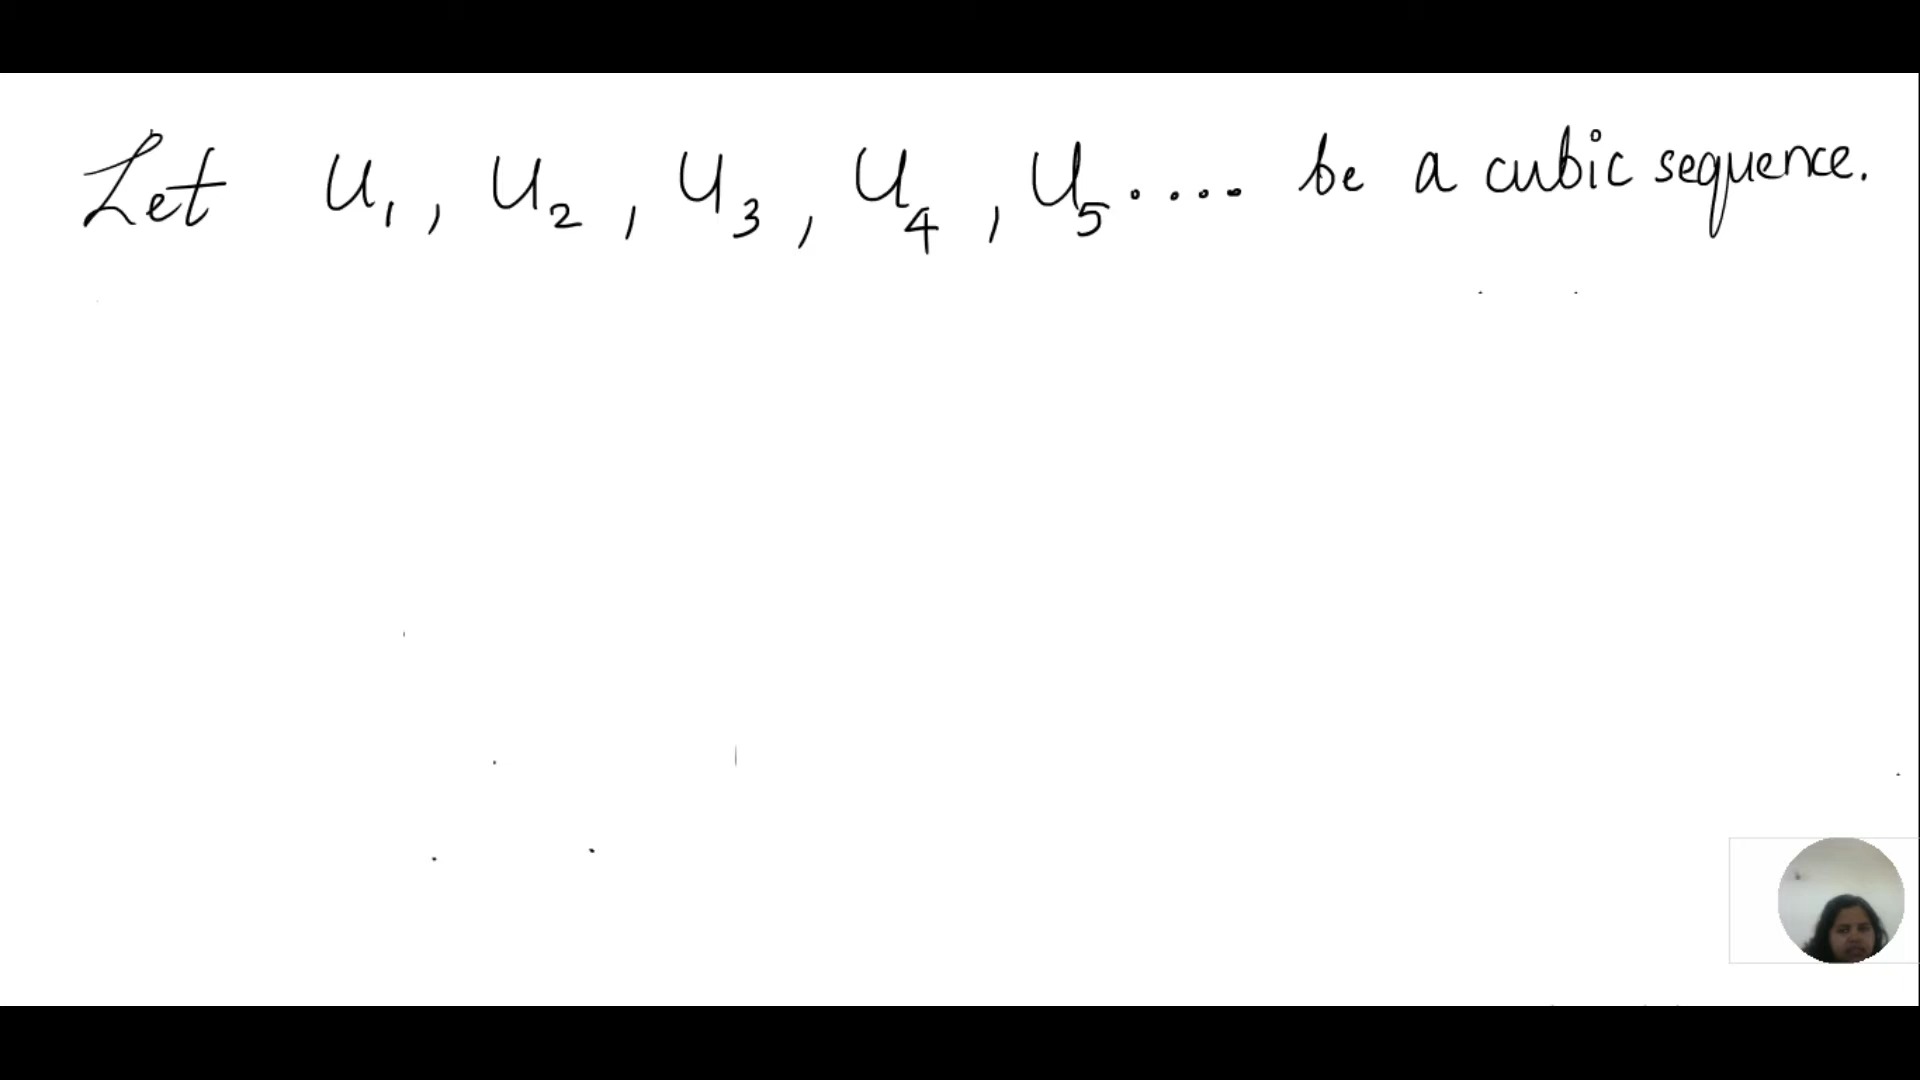 Let U₁, U₂, U₃, U₄, U₅.... be a cubic sequence.